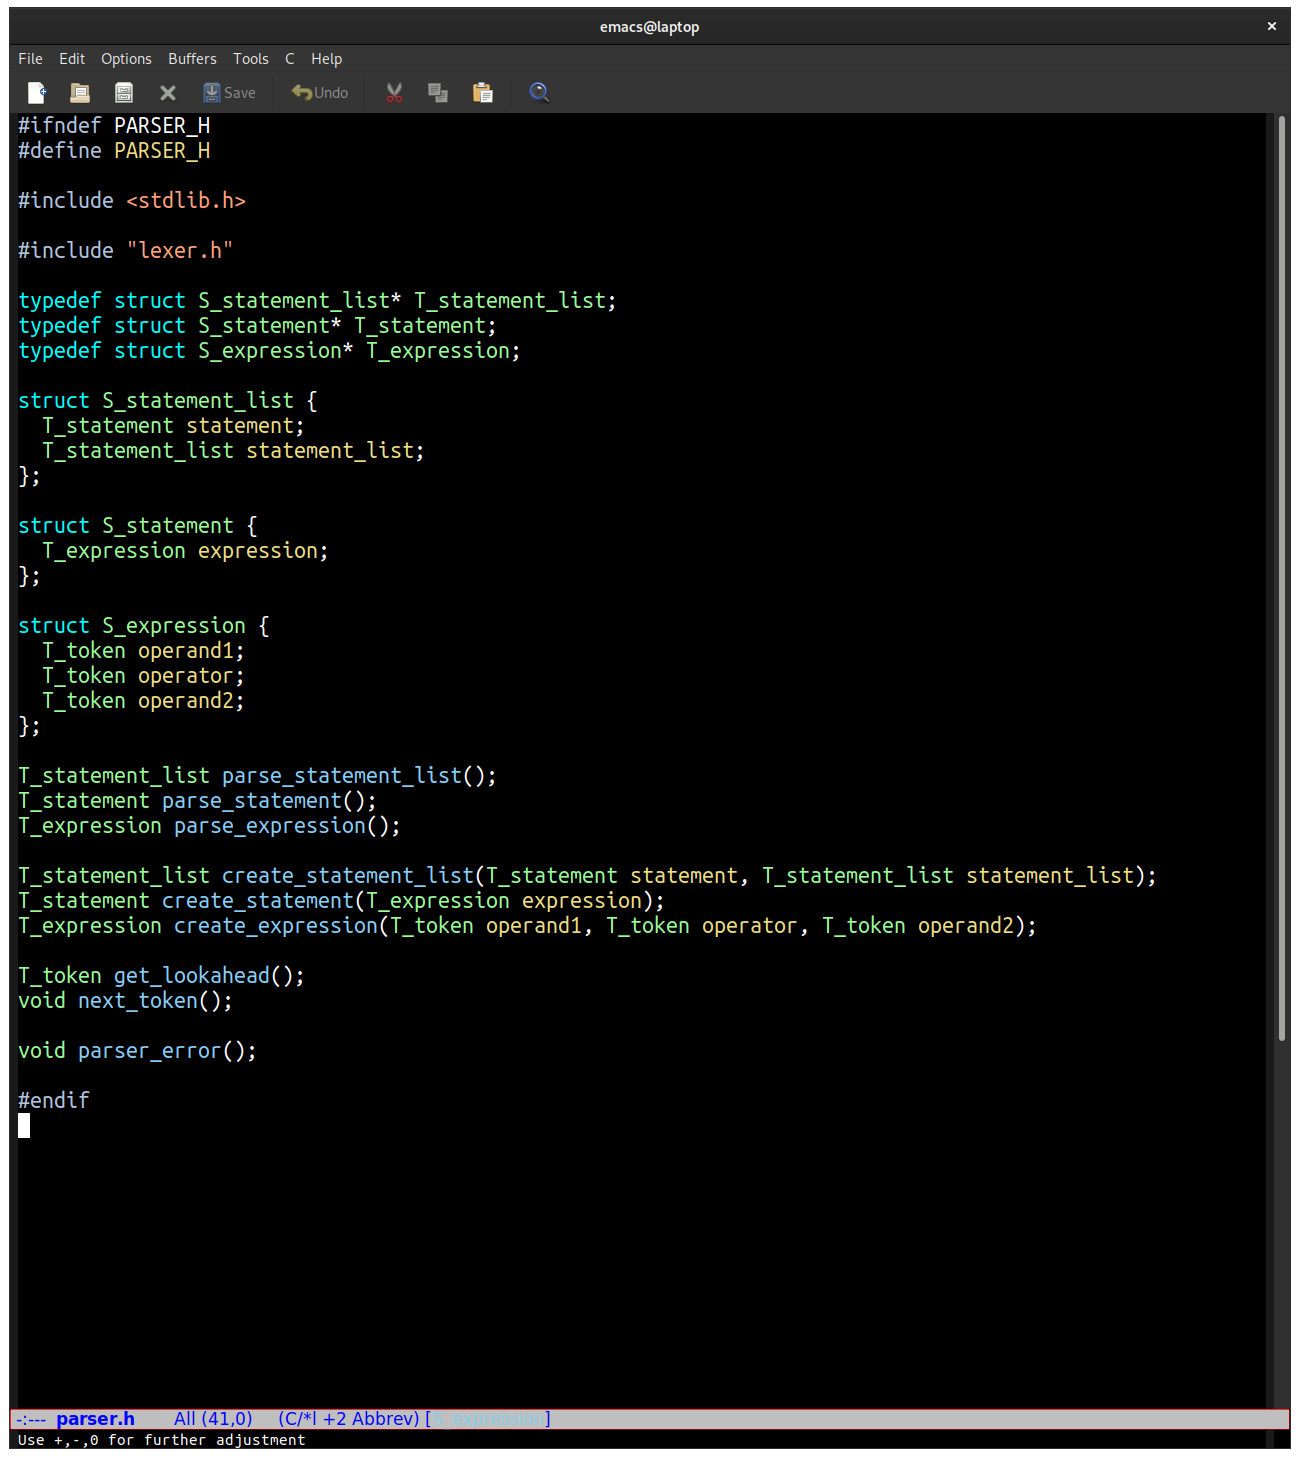 emacs@laptop
File Edit Options Buffers Tools C Help
Save Undo
#ifndef PARSER_H
#define PARSER_H
#include <stdlib.h>
#include "lexer.h"
typedef struct S_statement_list* T_statement_list;
typedef struct S_statement* T_statement;
typedef struct S_expression* T_expression;
struct S_statement_list {
  T_statement statement;
  T_statement_list statement_list;
};
struct S_statement {
  T_expression expression;
};
struct S_expression {
  T_token operand1;
  T_token operator;
  T_token operand2;
};
T_statement_list parse_statement_list();
T_statement parse_statement();
T_expression parse_expression();
T_statement_list create_statement_list(T_statement statement, T_statement_list statement_list);
T_statement create_statement(T_expression expression);
T_expression create_expression(T_token operand1, T_token operator, T_token operand2);
T_token get_lookahead();
void next_token();
void parser_error();
#endif
-:--- parser.h All (41,0) (C/*l +2 Abbrev) [S_expression]
Use +,-,0 for further adjustment